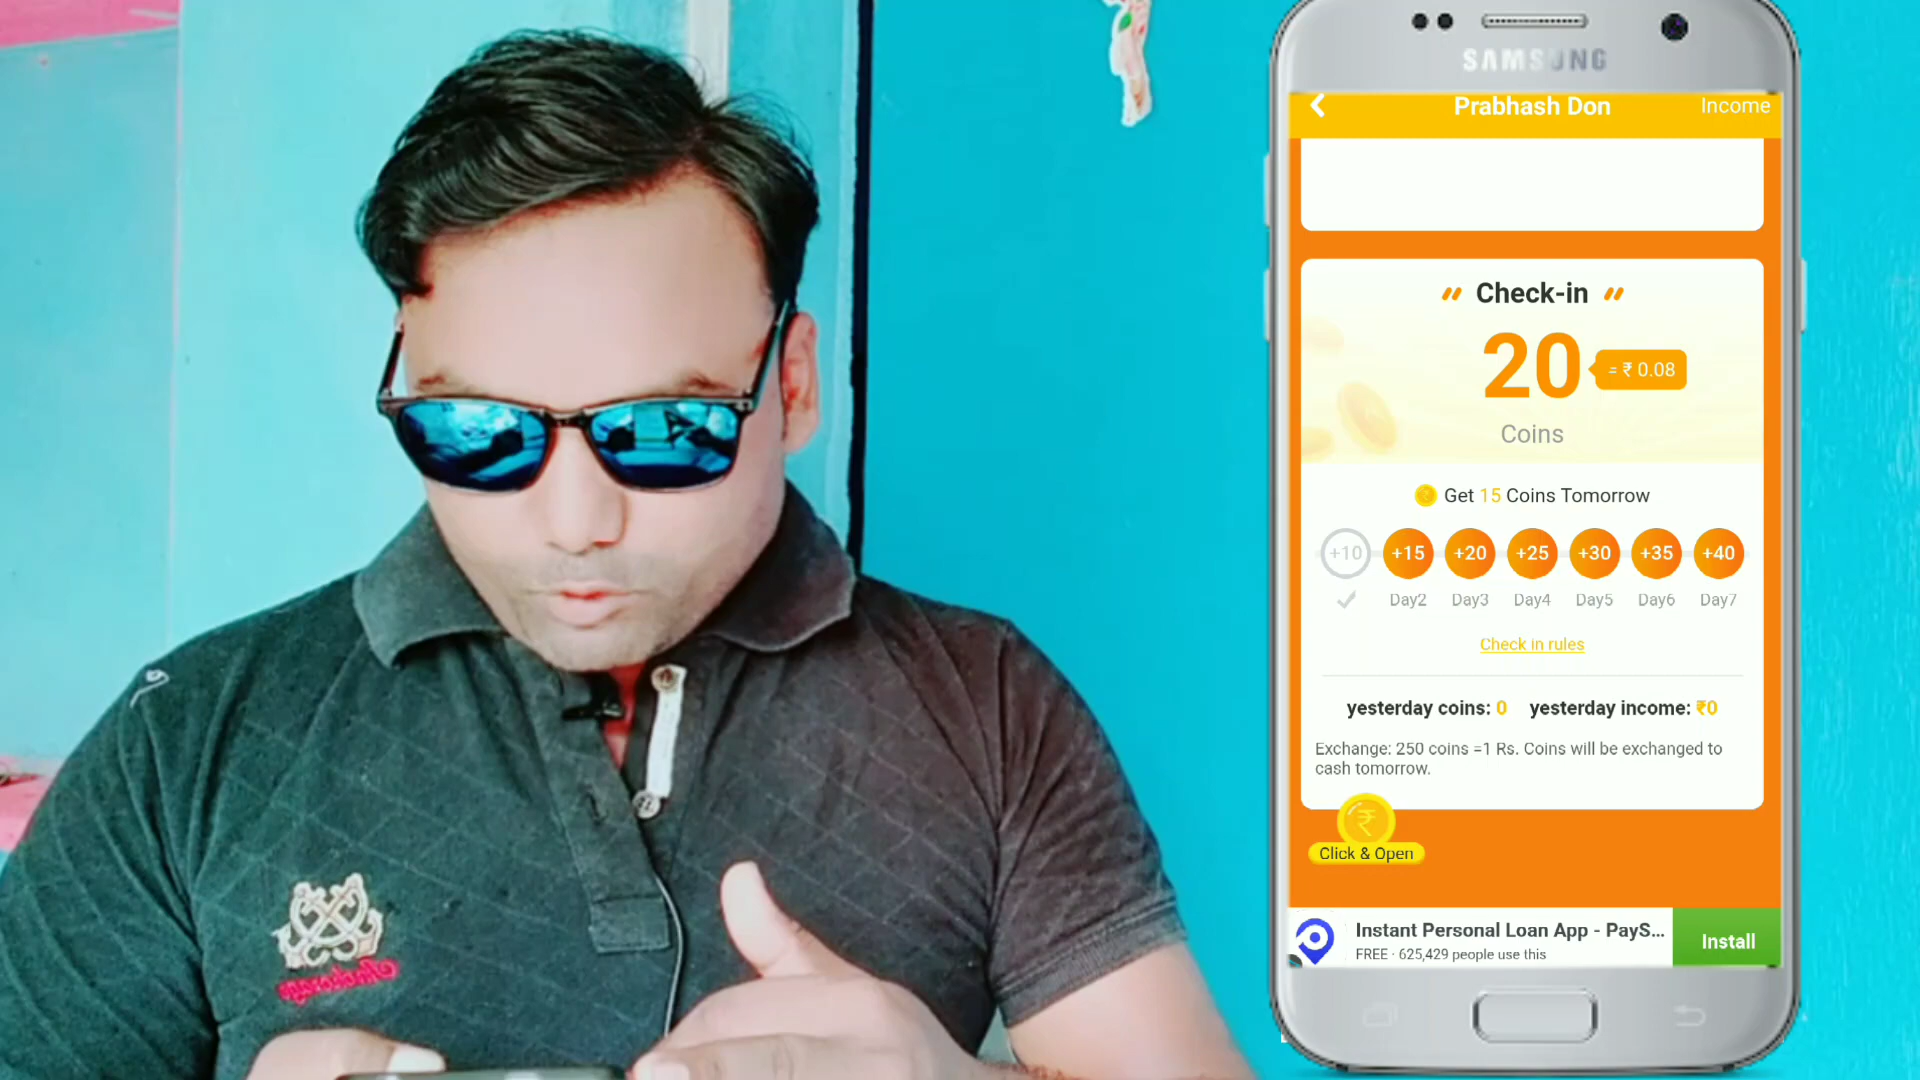 SAMSUNG
Prabhash Don
Income
Check-in
20
= ₹ 0.08
Coins
Get 15 Coins Tomorrow
+10 +15 +20 +25 +30 +35 +40
Day2 Day3 Day4 Day5 Day6 Day7
Check in rules
yesterday coins: 0 yesterday income: ₹0
Exchange: 250 coins =1 Rs. Coins will be exchanged to
cash tomorrow.
₹
Click & Open
Instant Personal Loan App - PayS...
FREE · 625,429 people use this
Install